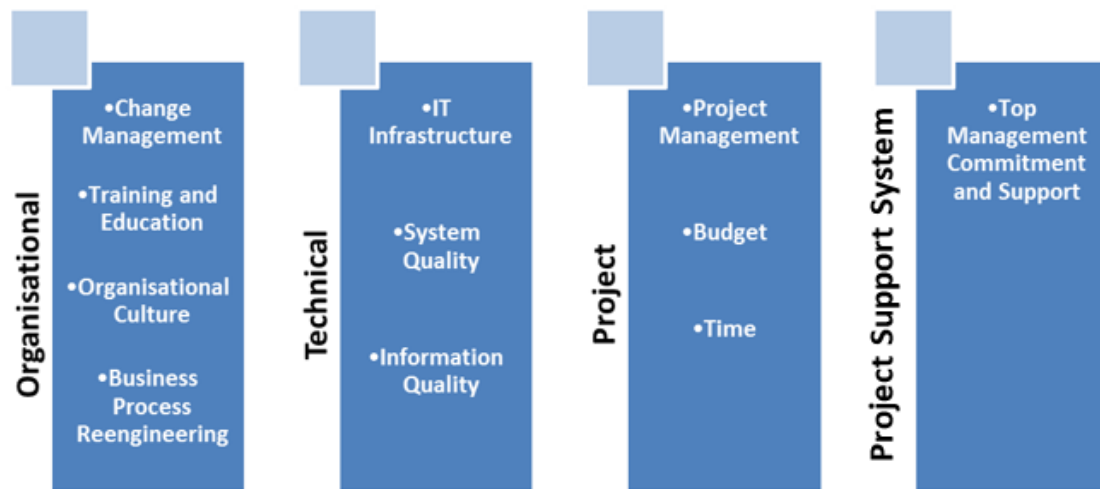 Organisational
•Change
Management
•Training and
Education
•Organisational
Culture
•Business
Process
Reengineering
Technical
•IT
Infrastructure
•System
Quality
•Information
Quality
Project
•Project
Management
•Budget
•Time
Project Support System
•Top
Management
Commitment
and Support